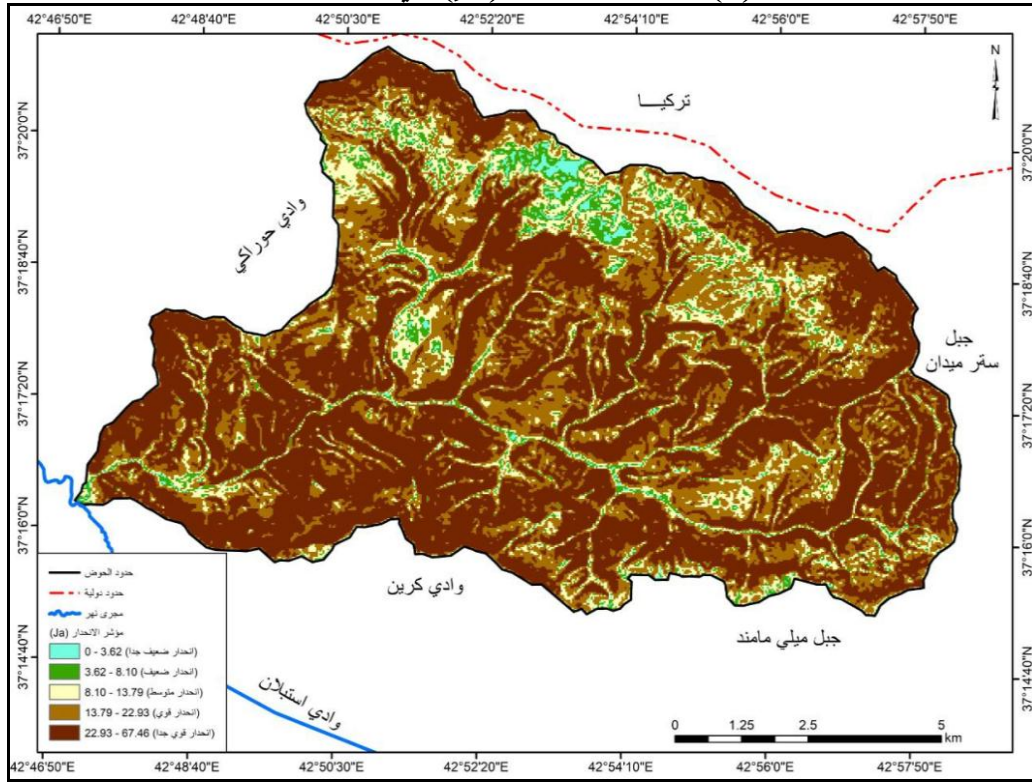 42°46'50"E 42°48'40"E 42°50'30"E 42°52'20"E 42°54'10"E 42°56'0"E 42°57'50"E
N
تركيـــا
37°20'0"N
37°20'0"N
وادي حوراكي
37°18'40"N
37°18'40"N
جبل
سەر ميدان
37°17'20"N
37°17'20"N
37°16'0"N
37°16'0"N
وادي كرين
جبل ميلي مامند
37°14'40"N
37°14'40"N
وادي استبلان
حدود الحوض
حدود دولية
مجرى نهر
مؤشر الانحدار (Ja)
0 - 3.62 (انحدار ضعيف جدا)
3.62 - 8.10 (انحدار ضعيف)
8.10 - 13.79 (انحدار متوسط)
13.79 - 22.93 (انحدار قوي)
22.93 - 67.46 (انحدار قوي جدا)
0 1.25 2.5 5
km
42°46'50"E 42°48'40"E 42°50'30"E 42°52'20"E 42°54'10"E 42°56'0"E 42°57'50"E